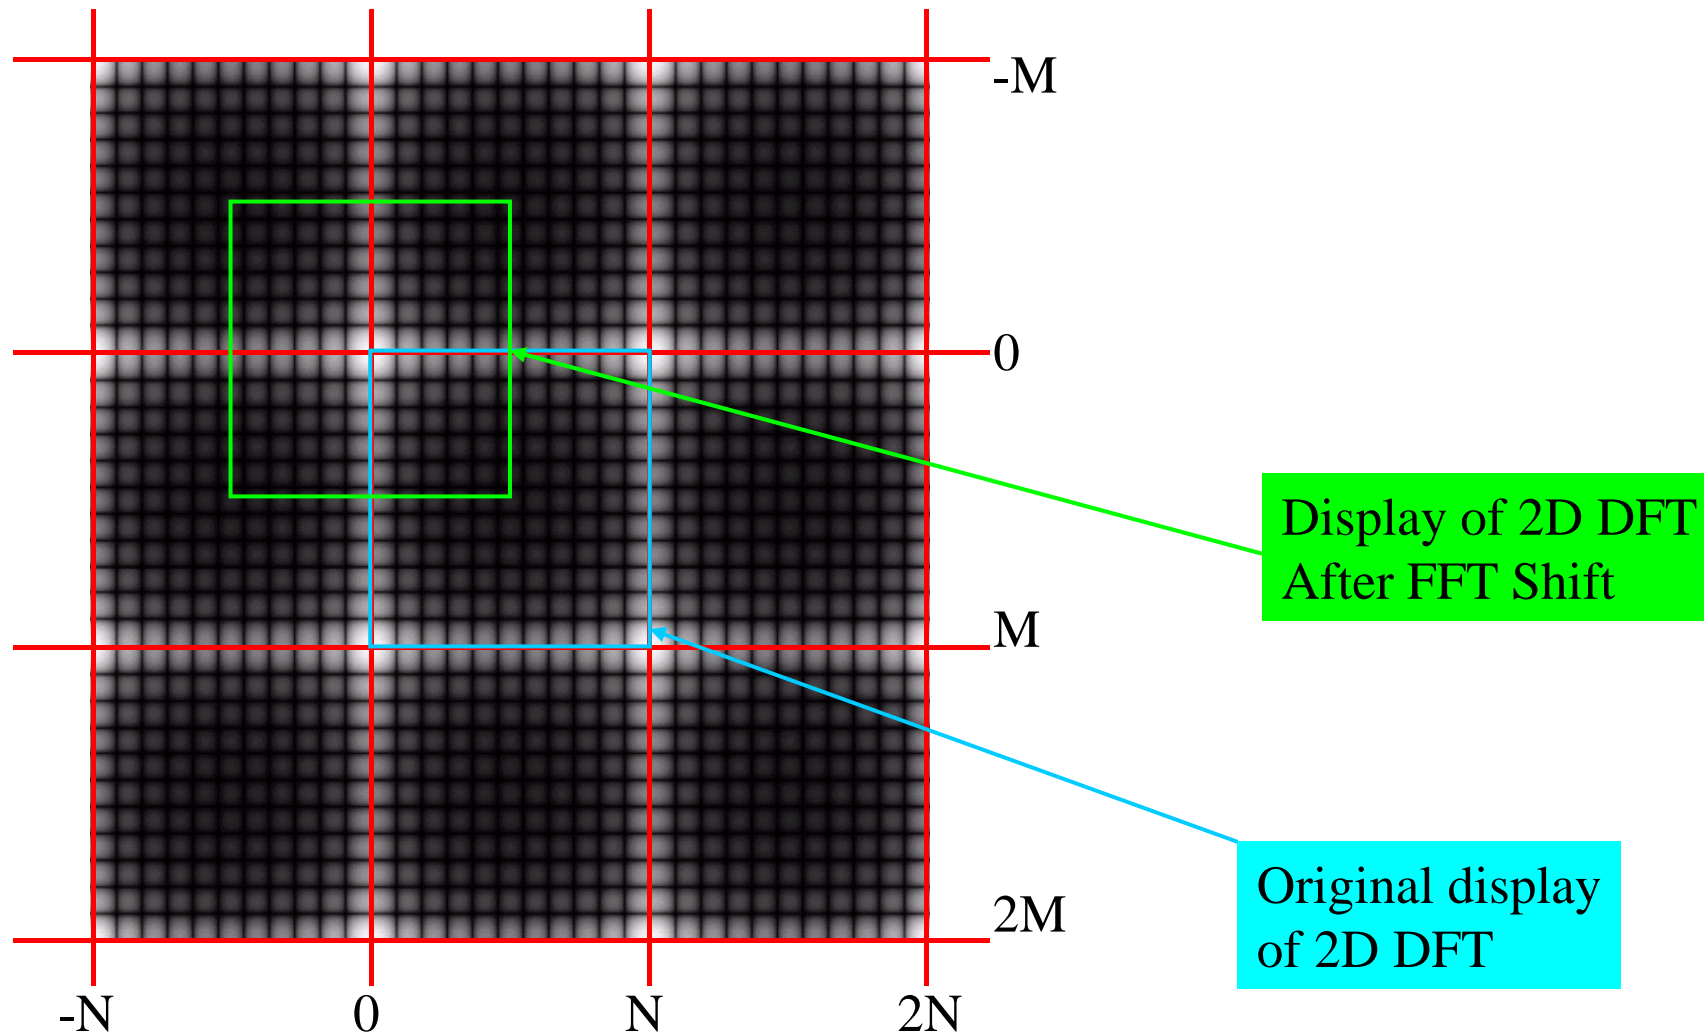 -M
0
Display of 2D DFT
After FFT Shift
M
Original display
of 2D DFT
2M
-N 0 N 2N